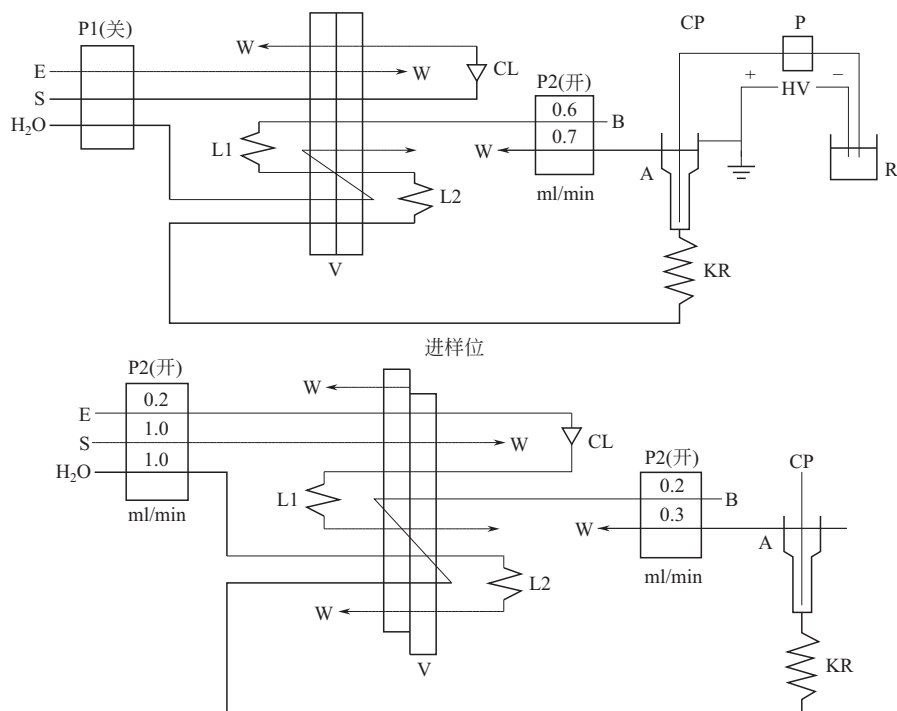 P1(关)
E
S
H₂O
W
W
CL
L1
L2
V
P2(开)
0.6
0.7
B
W
ml/min
CP
P
+
HV
−
A
R
KR
进样位
P2(开)
E
S
H₂O
0.2
1.0
1.0
ml/min
W
CL
W
L1
L2
W
V
P2(开)
0.2
0.3
B
W
ml/min
CP
A
KR